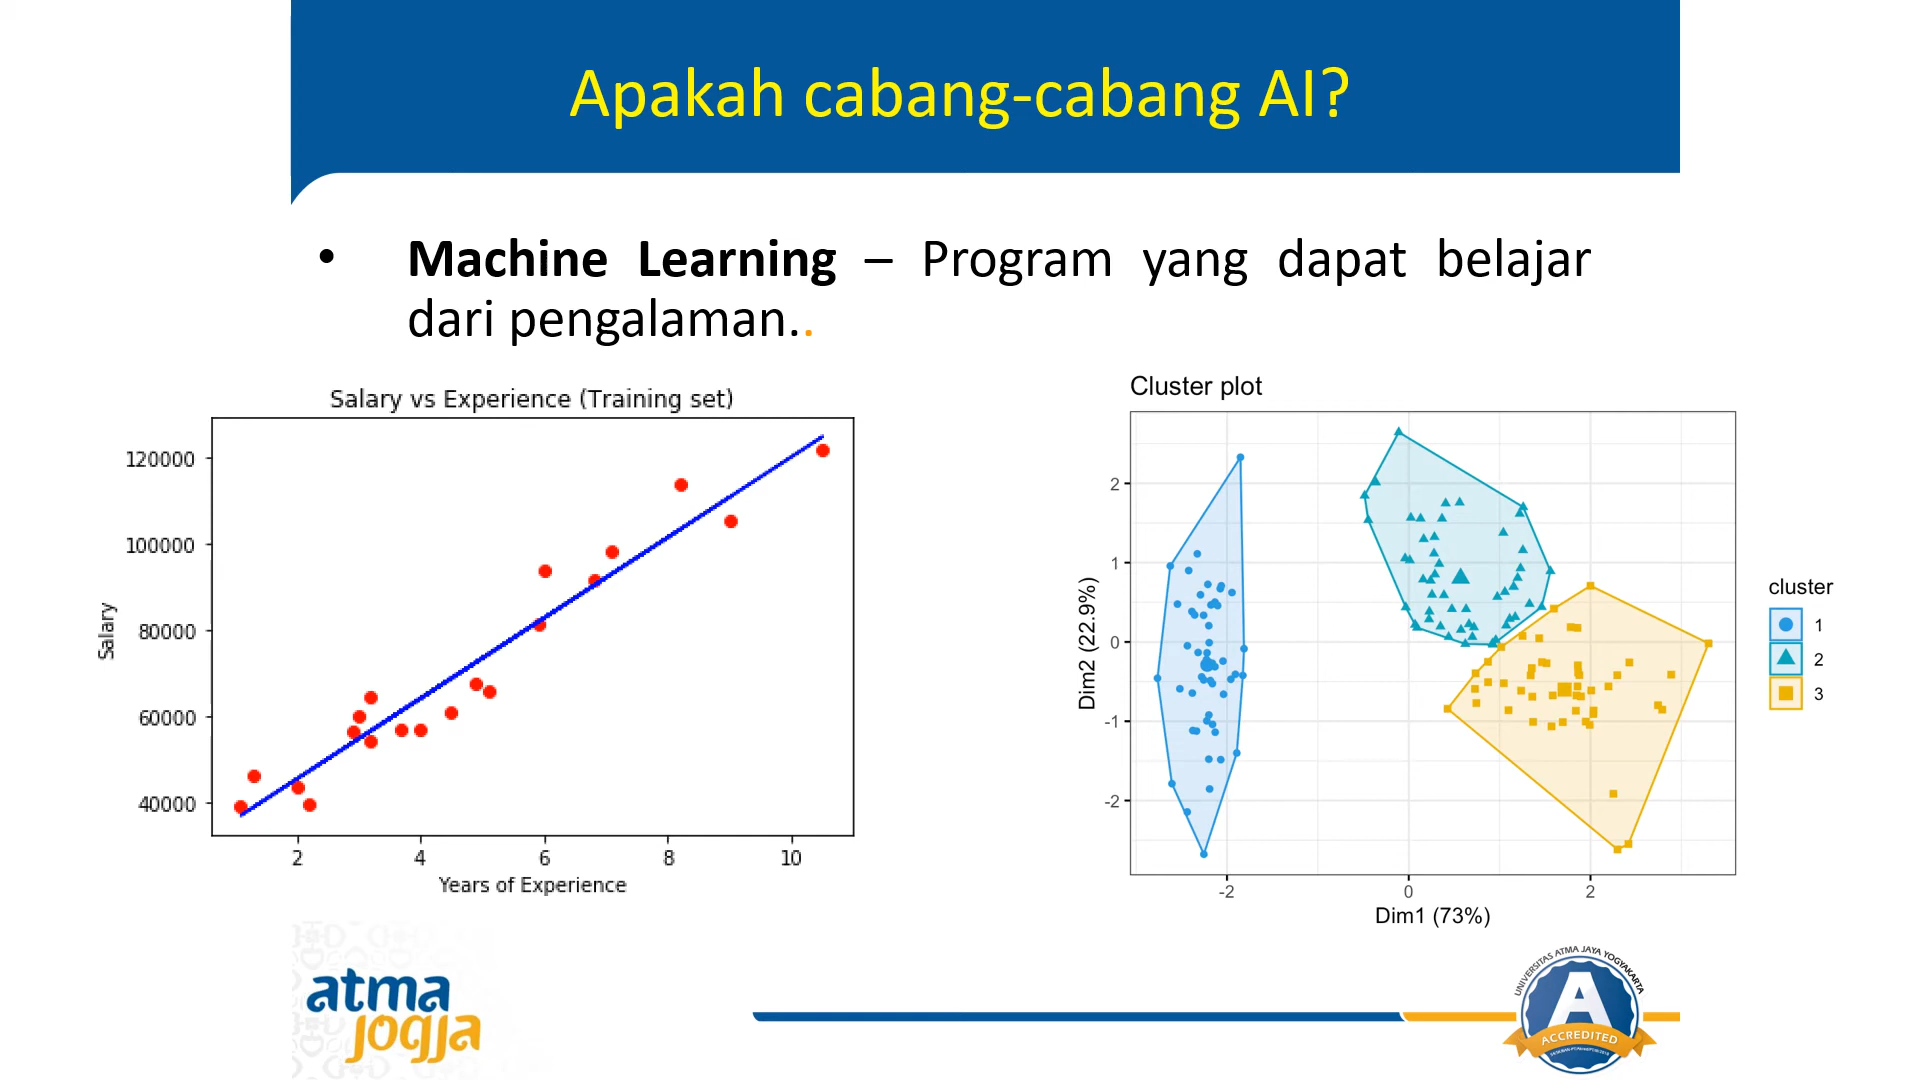 Apakah cabang-cabang AI?
• Machine Learning – Program yang dapat belajar
dari pengalaman..
Salary vs Experience (Training set)
120000
100000
80000
60000
40000
Salary
2 4 6 8 10
Years of Experience
Cluster plot
2
1
0
-1
-2
Dim2 (22.9%)
-2 0 2
Dim1 (73%)
cluster
1
2
3
atma
jogja
UNIVERSITAS ATMA JAYA YOGYAKARTA
A
ACCREDITED